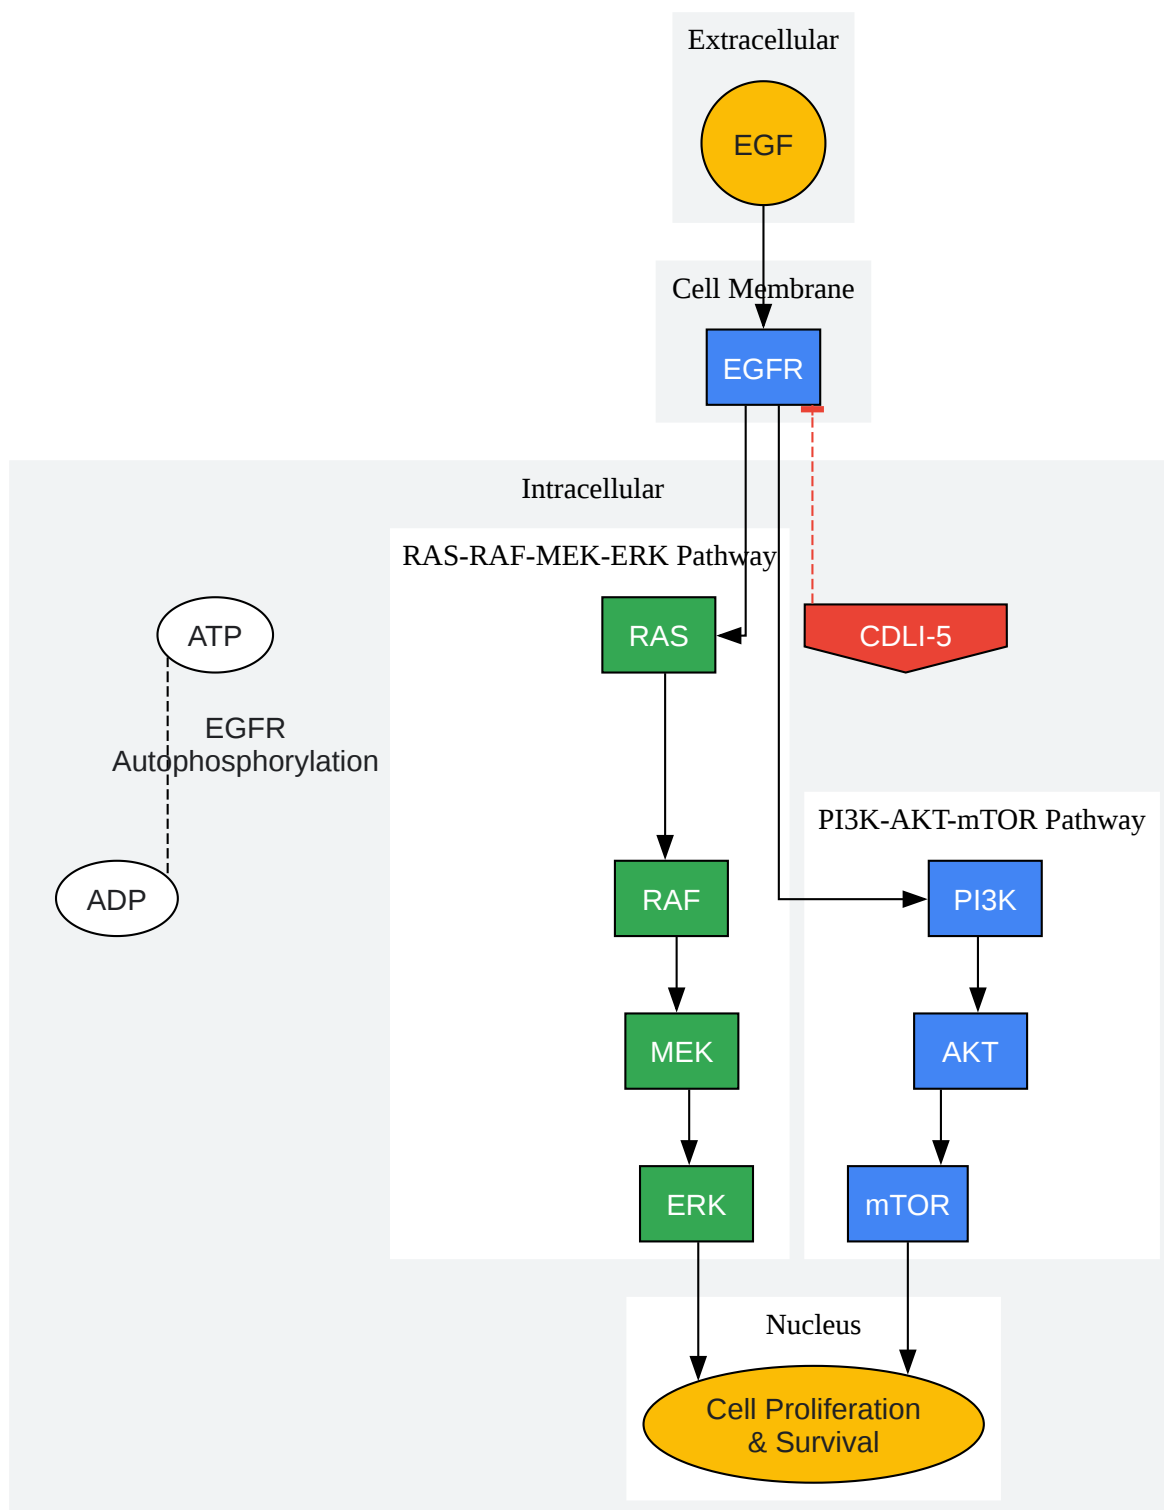 Extracellular
EGF
Cell Membrane
EGFR
Intracellular
RAS-RAF-MEK-ERK Pathway
ATP
RAS
CDLI-5
EGFR
Autophosphorylation
PI3K-AKT-mTOR Pathway
ADP
RAF
PI3K
MEK
AKT
ERK
mTOR
Nucleus
Cell Proliferation
& Survival